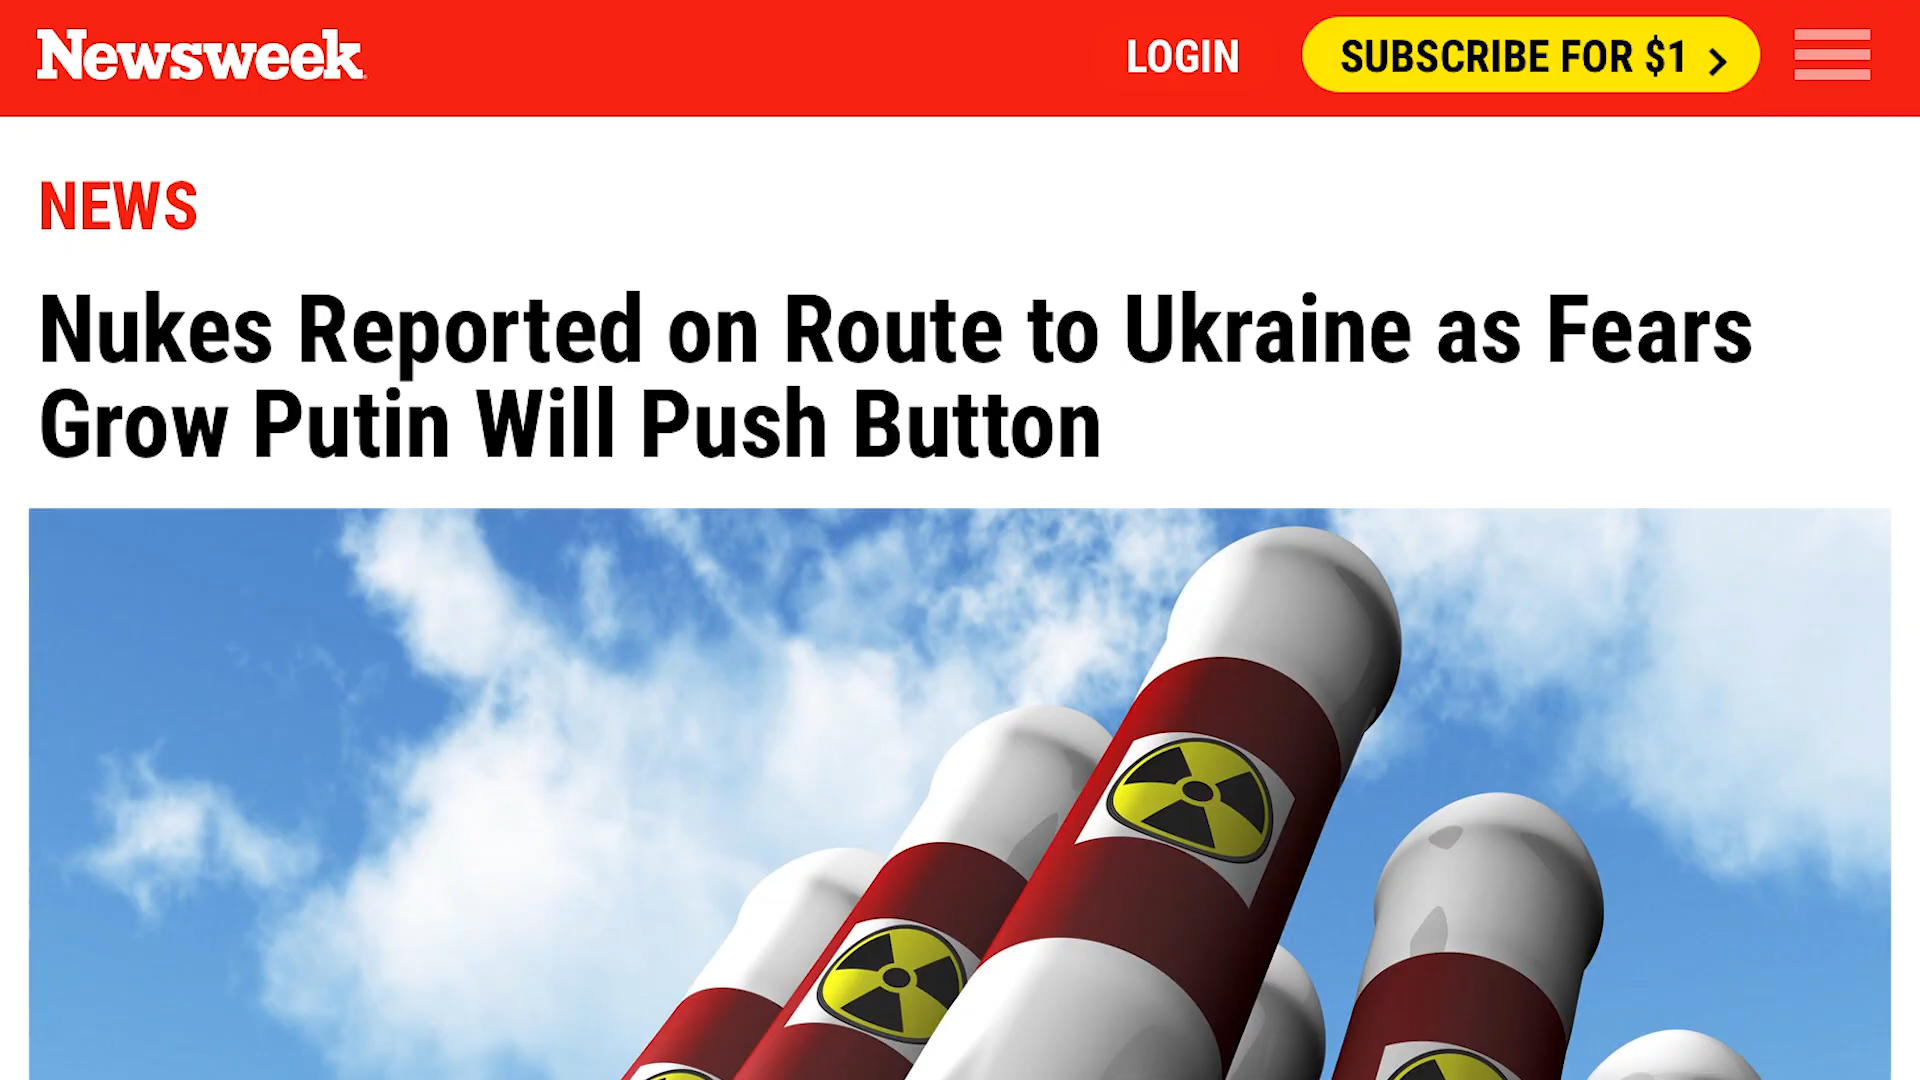 Newsweek
LOGIN
SUBSCRIBE FOR $1
NEWS
Nukes Reported on Route to Ukraine as Fears
Grow Putin Will Push Button